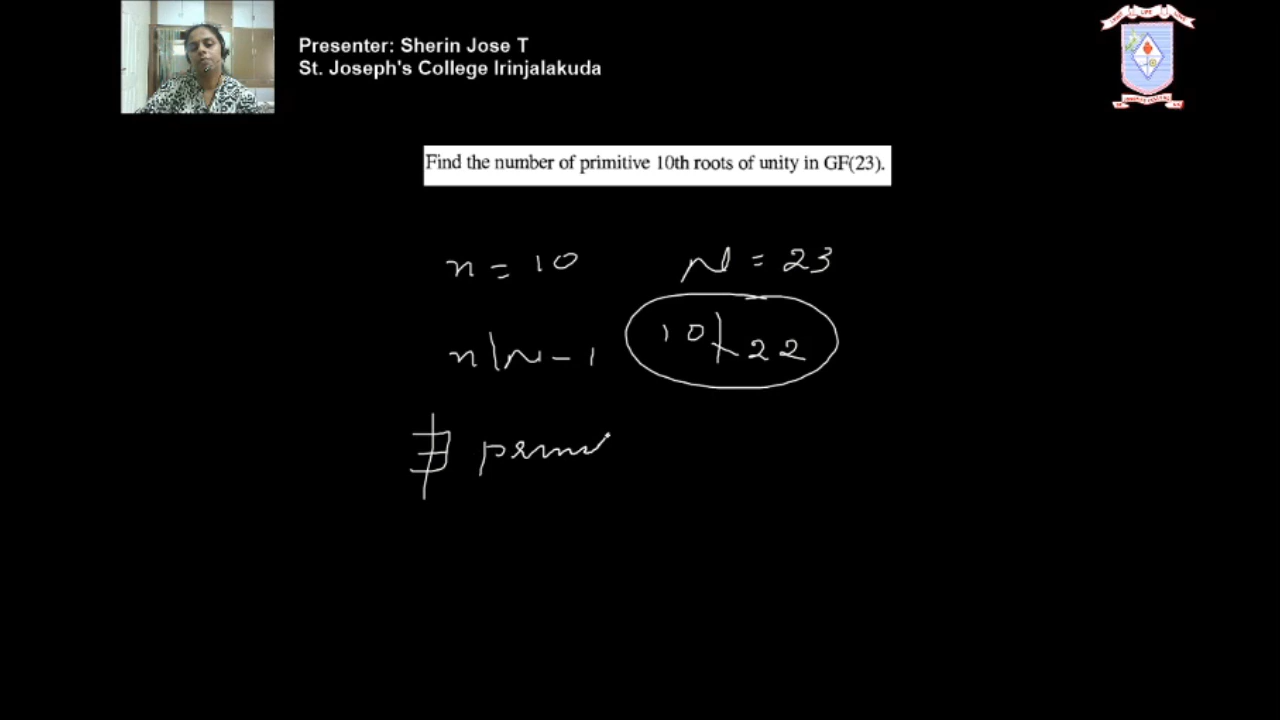 Presenter: Sherin Jose T
St. Joseph's College Irinjalakuda
Find the number of primitive 10th roots of unity in GF(23).
n = 10 N = 23
n | N - 1 10 ∤ 22
∄ primi